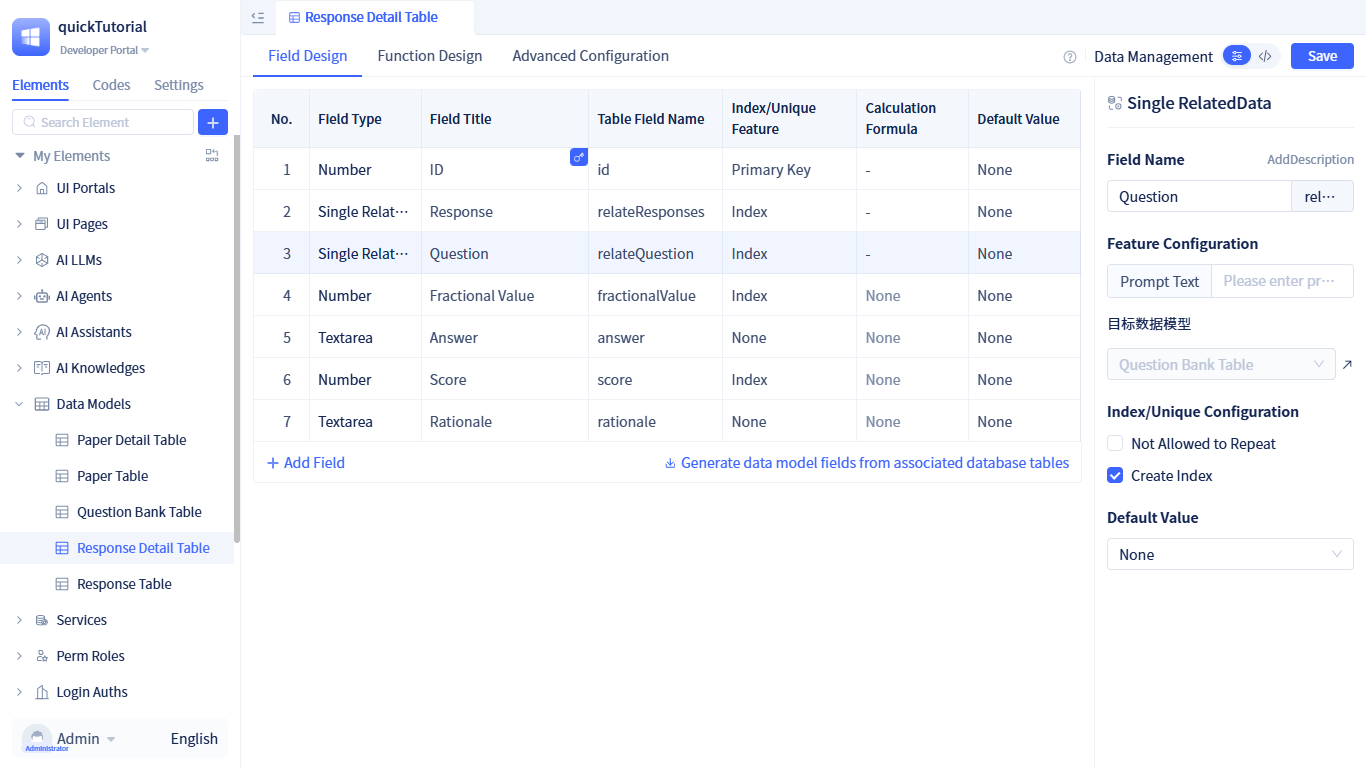 quickTutorial
Developer Portal
Elements Codes Settings
Search Element
My Elements
UI Portals
UI Pages
AI LLMs
AI Agents
AI Assistants
AI Knowledges
Data Models
Paper Detail Table
Paper Table
Question Bank Table
Response Detail Table
Response Table
Services
Perm Roles
Login Auths
Admin
Administrator
English
Response Detail Table
Field Design Function Design Advanced Configuration
Data Management
Save
No. Field Type Field Title Table Field Name Index/Unique Feature Calculation Formula Default Value
1 Number ID id Primary Key - None
2 Single Relat··· Response relateResponses Index - None
3 Single Relat··· Question relateQuestion Index - None
4 Number Fractional Value fractionalValue Index None None
5 Textarea Answer answer None None None
6 Number Score score Index None None
7 Textarea Rationale rationale None None None
Add Field
Generate data model fields from associated database tables
Single RelatedData
Field Name AddDescription
Question rel···
Feature Configuration
Prompt Text Please enter pr···
目标数据模型
Question Bank Table
Index/Unique Configuration
Not Allowed to Repeat
Create Index
Default Value
None